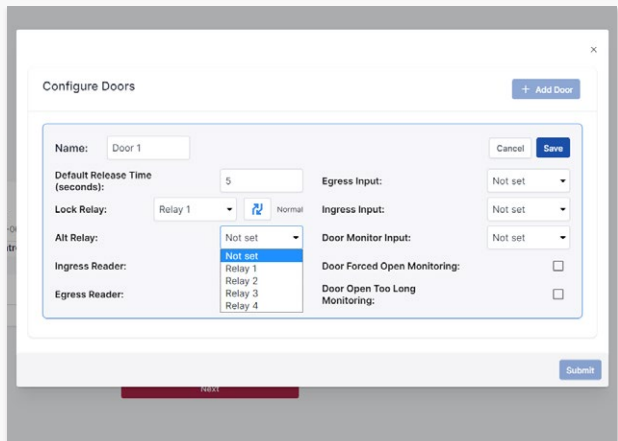 ×
Configure Doors
+ Add Door
Name: Door 1 Cancel Save
Default Release Time
(seconds): 5 Egress Input: Not set
Lock Relay: Relay 1 Normal Ingress Input: Not set
Alt Relay: Not set Door Monitor Input: Not set
Not set
Relay 1
Relay 2
Relay 3
Relay 4
Ingress Reader: Door Forced Open Monitoring:
Egress Reader: Door Open Too Long
Monitoring:
Submit
Next